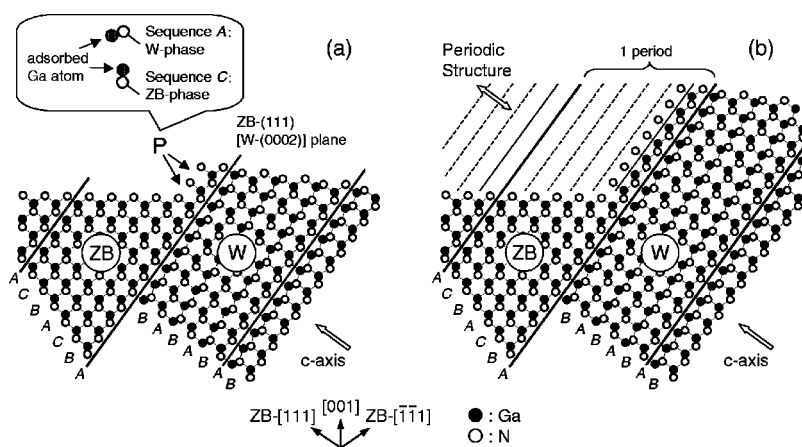 Sequence A:
W-phase
adsorbed
Ga atom
Sequence C:
ZB-phase
(a)
P
ZB-(111)
[W-(0002)] plane
ZB
W
A
C
B
A
C
B
A
B
A
B
A
B
A
B
c-axis
Periodic
Structure
1 period
(b)
ZB
W
A
C
B
A
C
B
A
B
A
B
A
B
A
B
c-axis
ZB-[111]
[001]
ZB-[1̅1̅1]
: Ga
: N